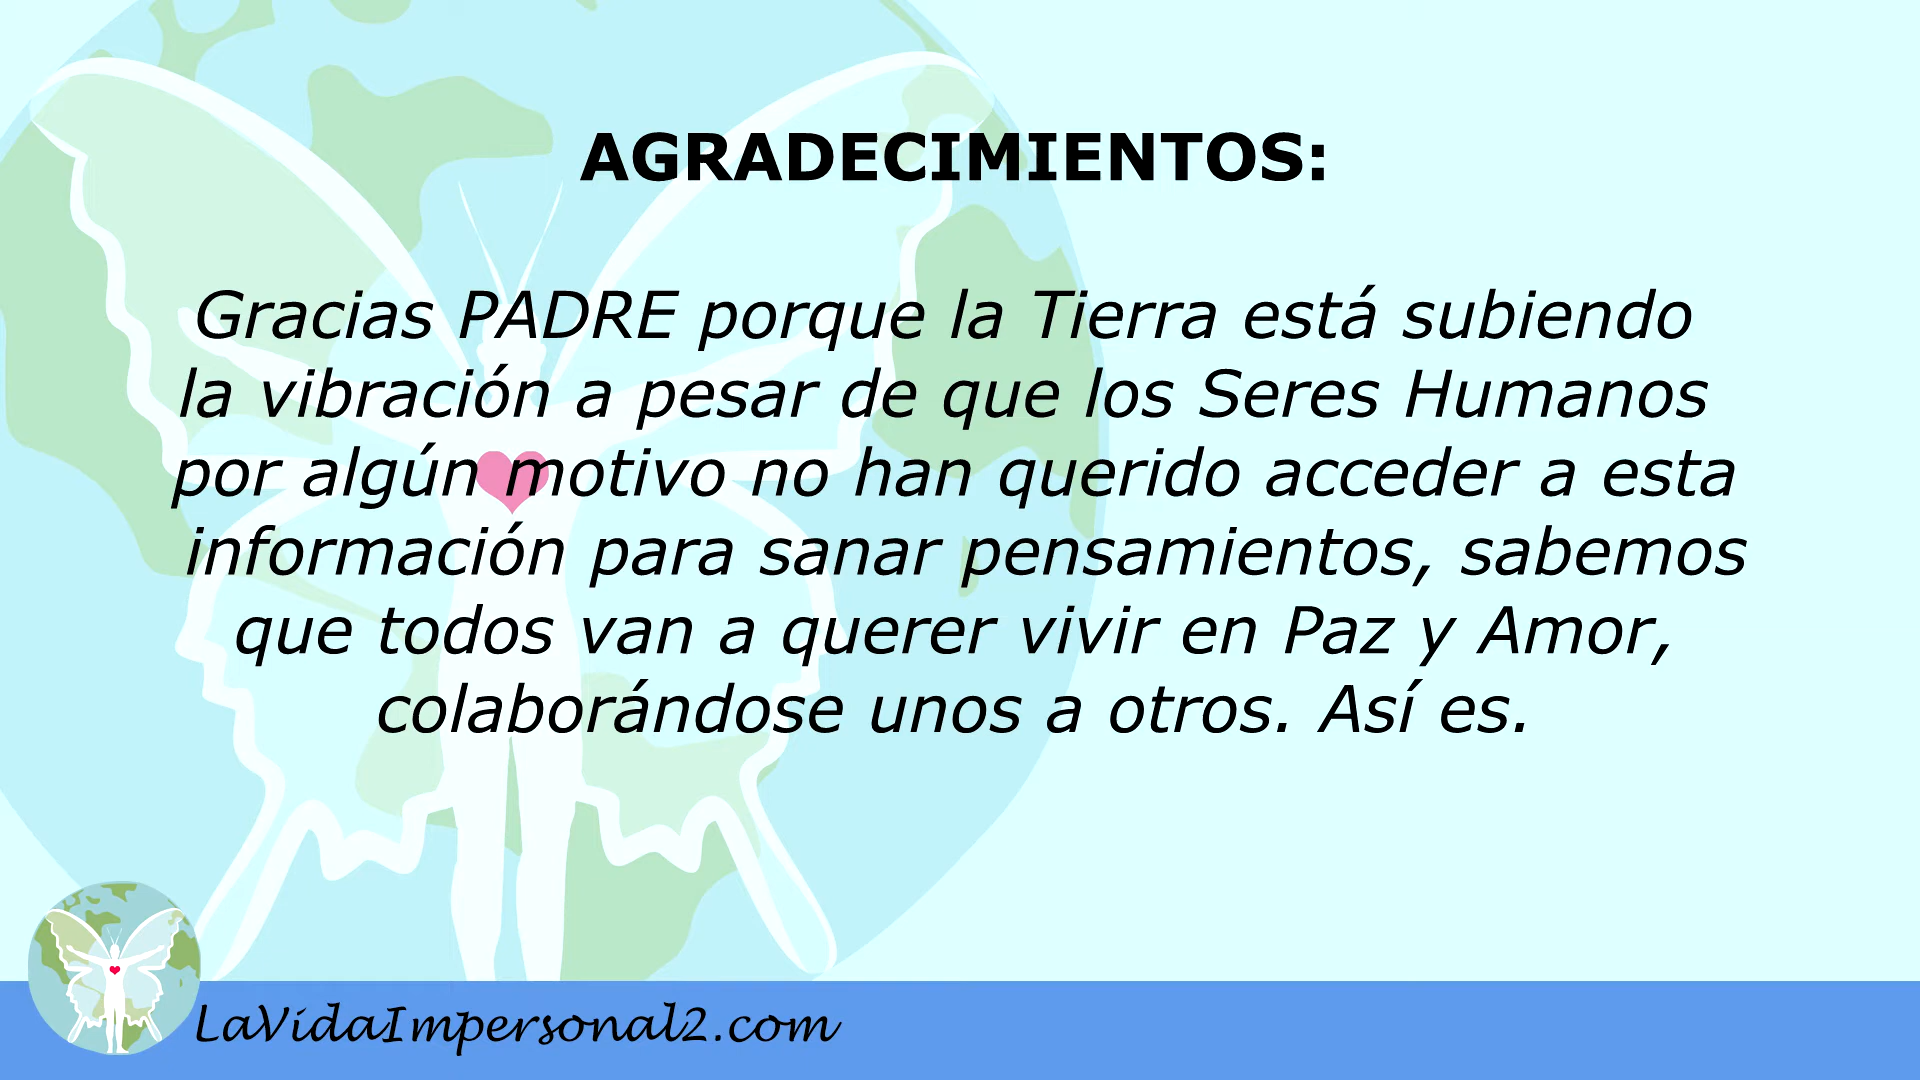 AGRADECIMIENTOS:
Gracias PADRE porque la Tierra está subiendo
la vibración a pesar de que los Seres Humanos
por algún motivo no han querido acceder a esta
información para sanar pensamientos, sabemos
que todos van a querer vivir en Paz y Amor,
colaborándose unos a otros. Así es.
LaVidaImpersonal2.com